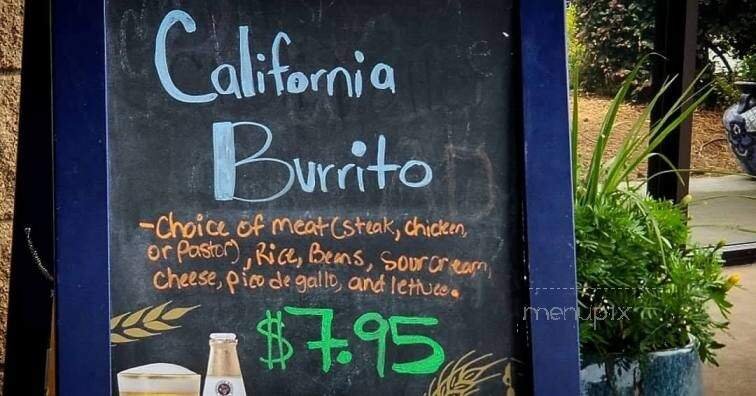 California
Burrito
-Choice of meat (steak, chicken,
or Pastor), Rice, Beans, Sour cream,
Cheese, pico de gallo, and lettuce.
$7.95
menupix